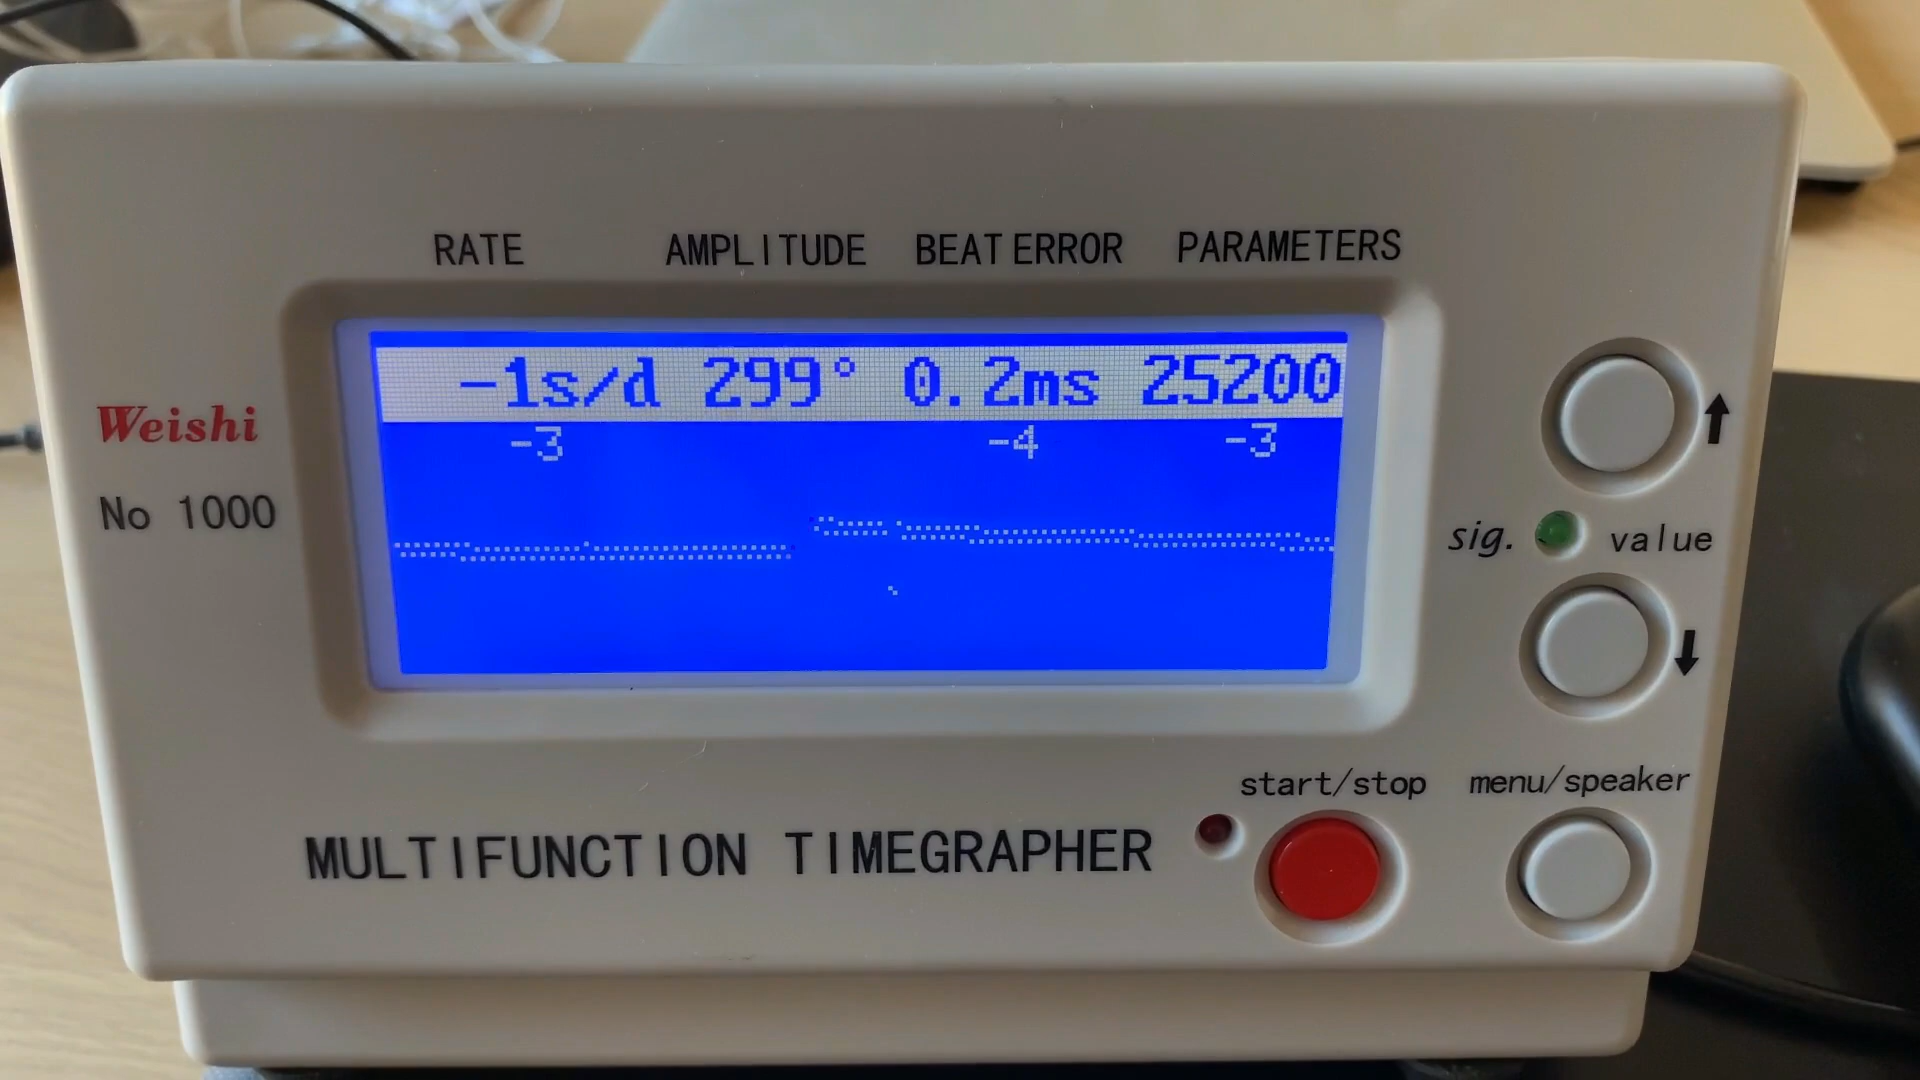 RATE AMPLITUDE BEAT ERROR PARAMETERS
-1s/d 299° 0.2ms 25200
-3 -4 -3
Weishi
No 1000
sig. value
start/stop menu/speaker
MULTIFUNCTION TIMEGRAPHER